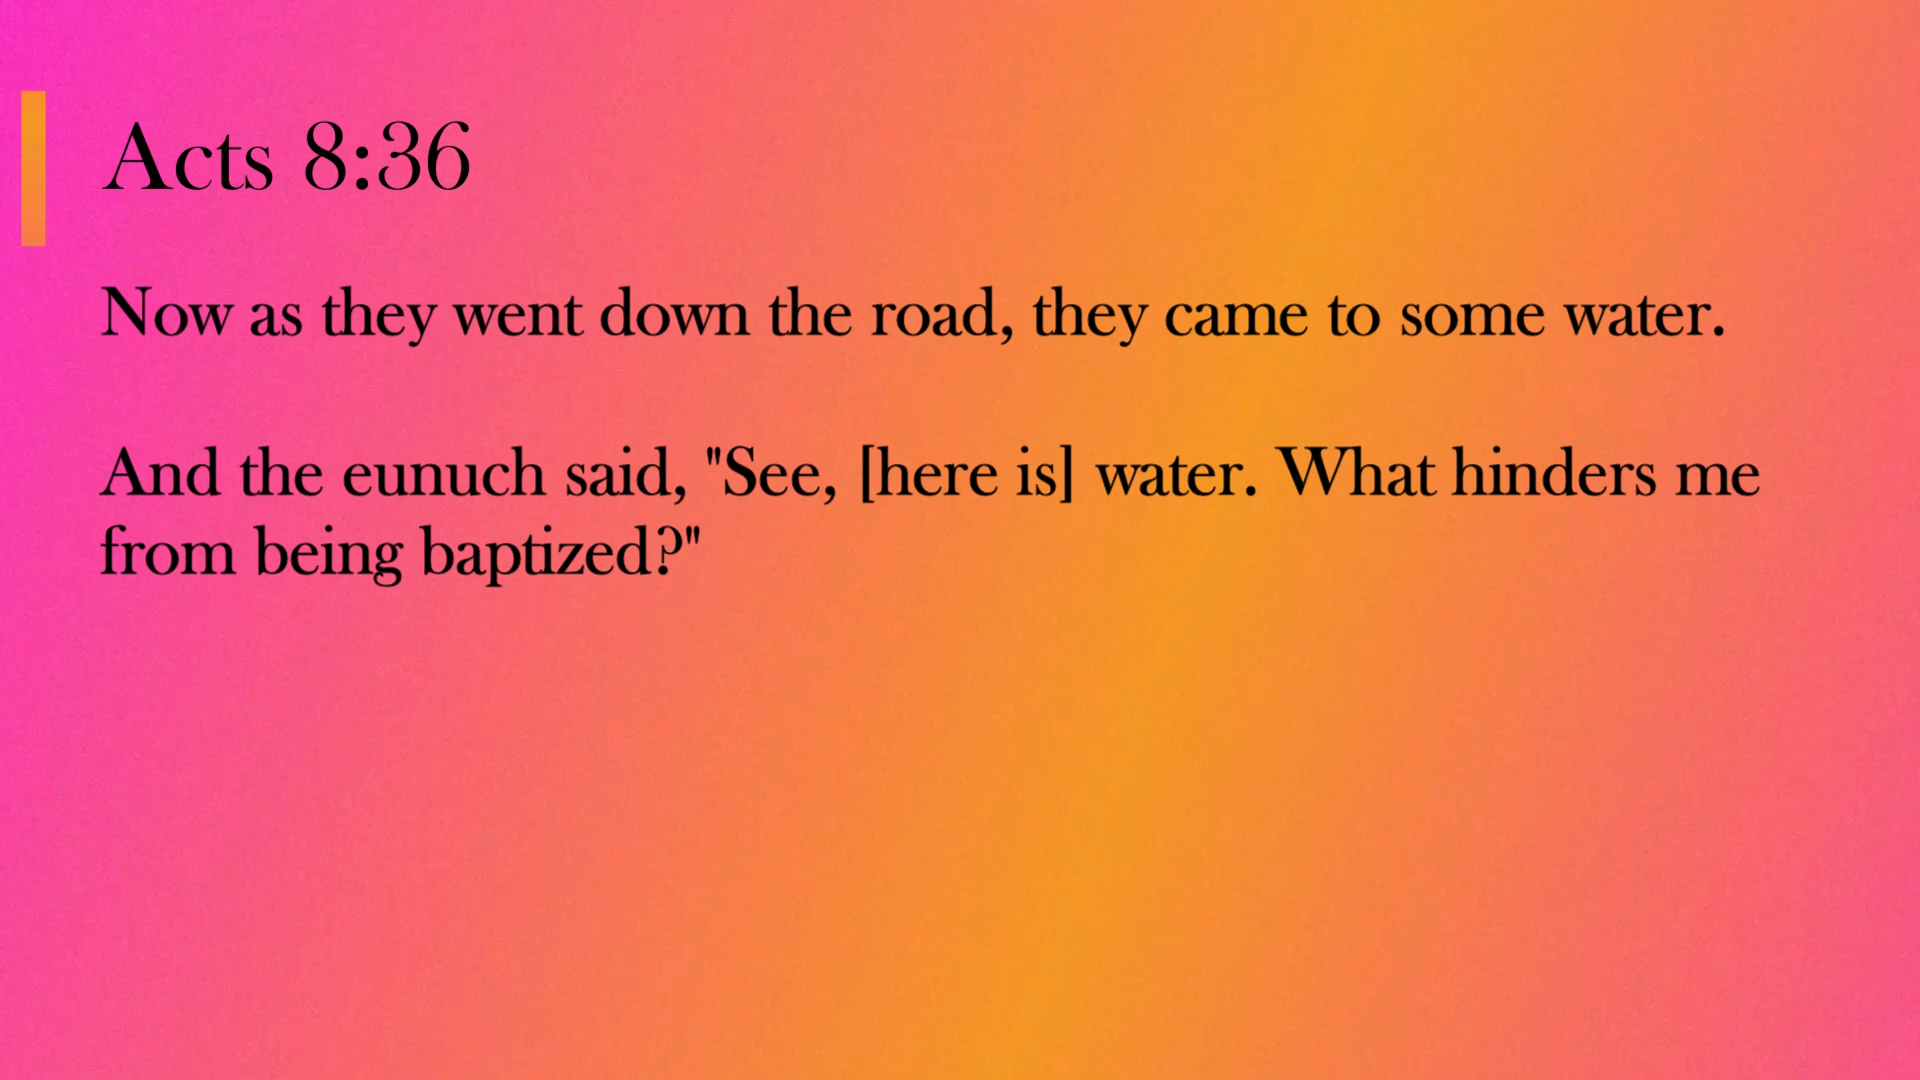 Acts 8:36
Now as they went down the road, they came to some water.
And the eunuch said, "See, [here is] water. What hinders me
from being baptized?"